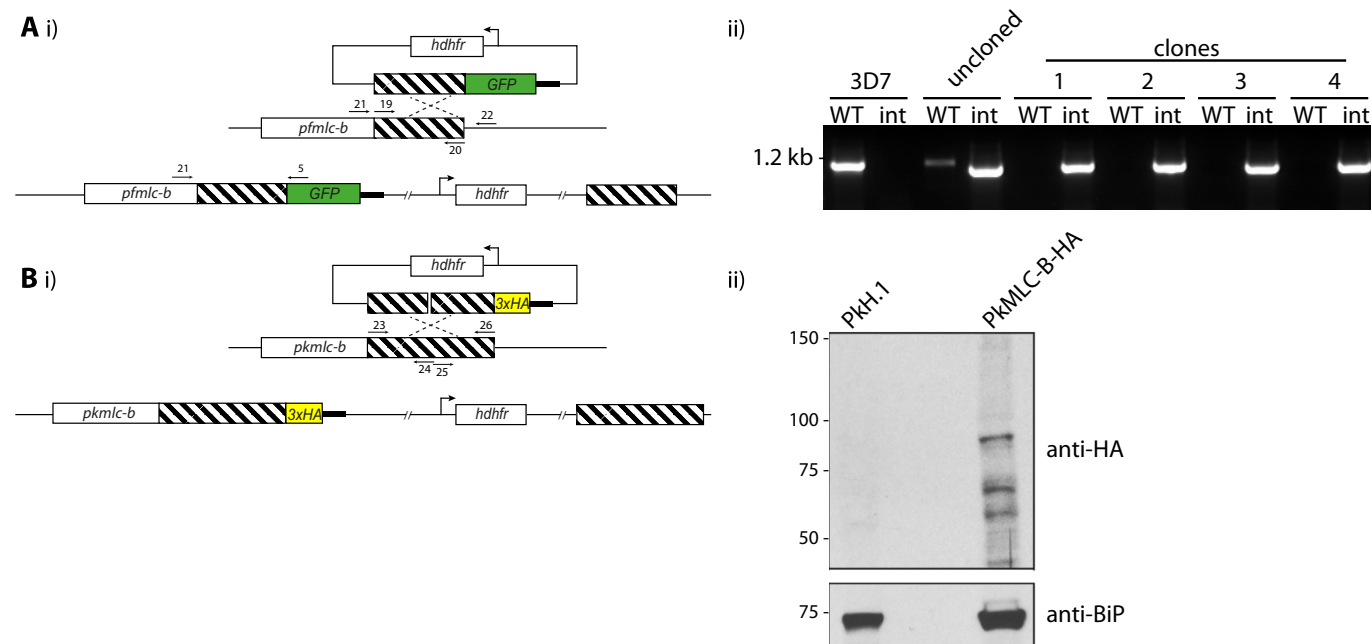 A i)
hdhfr
GFP
21 19
pfmlc-b
22
20
21
5
pfmlc-b
GFP
hdhfr
ii)
3D7
uncloned
clones
1 2 3 4
WT int WT int WT int WT int WT int WT int
1.2 kb -
B i)
hdhfr
3xHA
23
26
pkmlc-b
24
25
pkmlc-b
3xHA
hdhfr
ii)
PkH.1
PkMLC-B-HA
150 -
100 -
75 -
50 -
anti-HA
75 -
anti-BiP